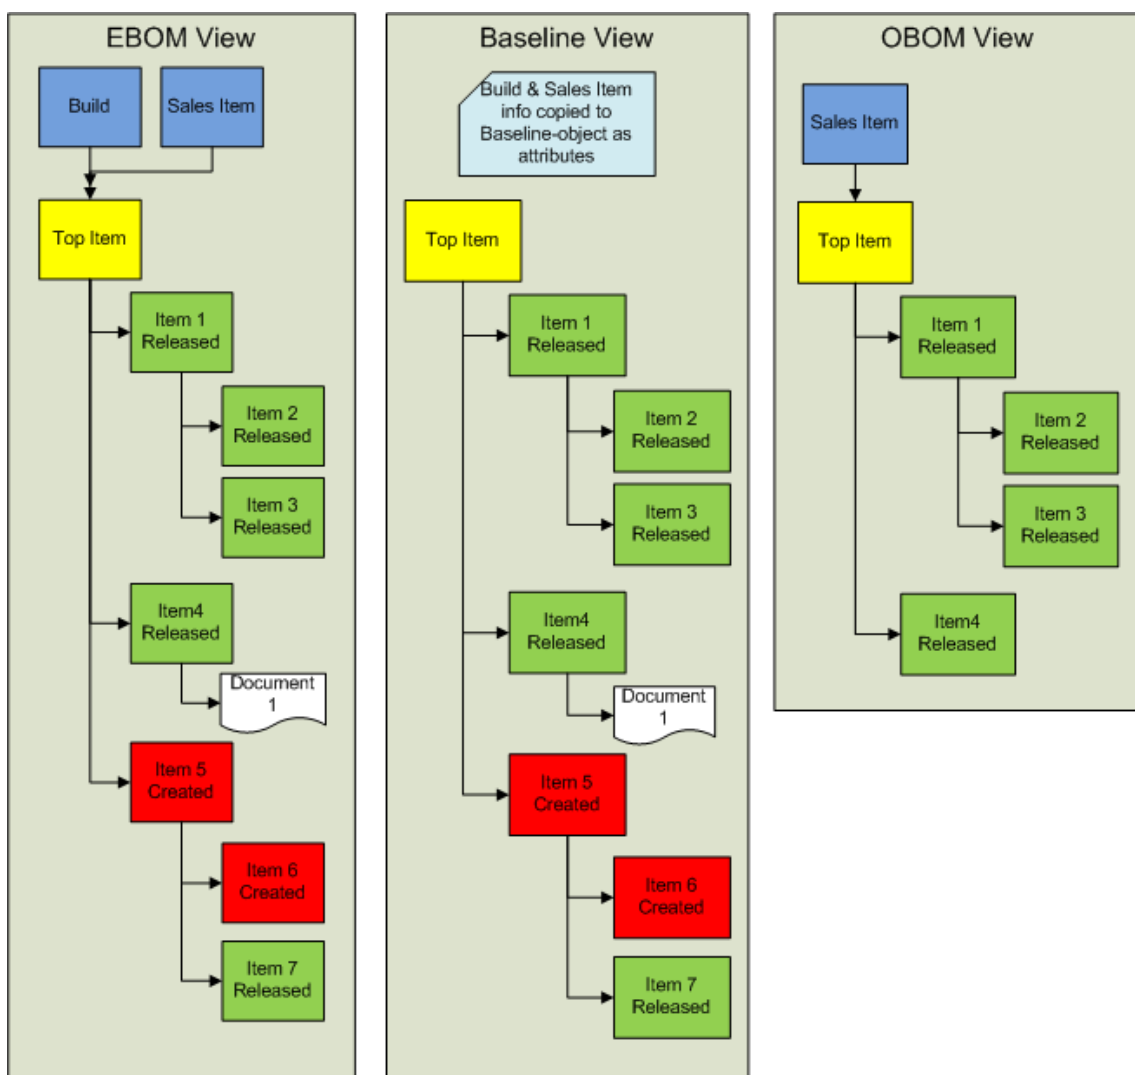 EBOM View
Build
Sales Item
Top Item
Item 1
Released
Item 2
Released
Item 3
Released
Item4
Released
Document
1
Item 5
Created
Item 6
Created
Item 7
Released
Baseline View
Build & Sales Item
info copied to
Baseline-object as
attributes
Top Item
Item 1
Released
Item 2
Released
Item 3
Released
Item4
Released
Document
1
Item 5
Created
Item 6
Created
Item 7
Released
OBOM View
Sales Item
Top Item
Item 1
Released
Item 2
Released
Item 3
Released
Item4
Released